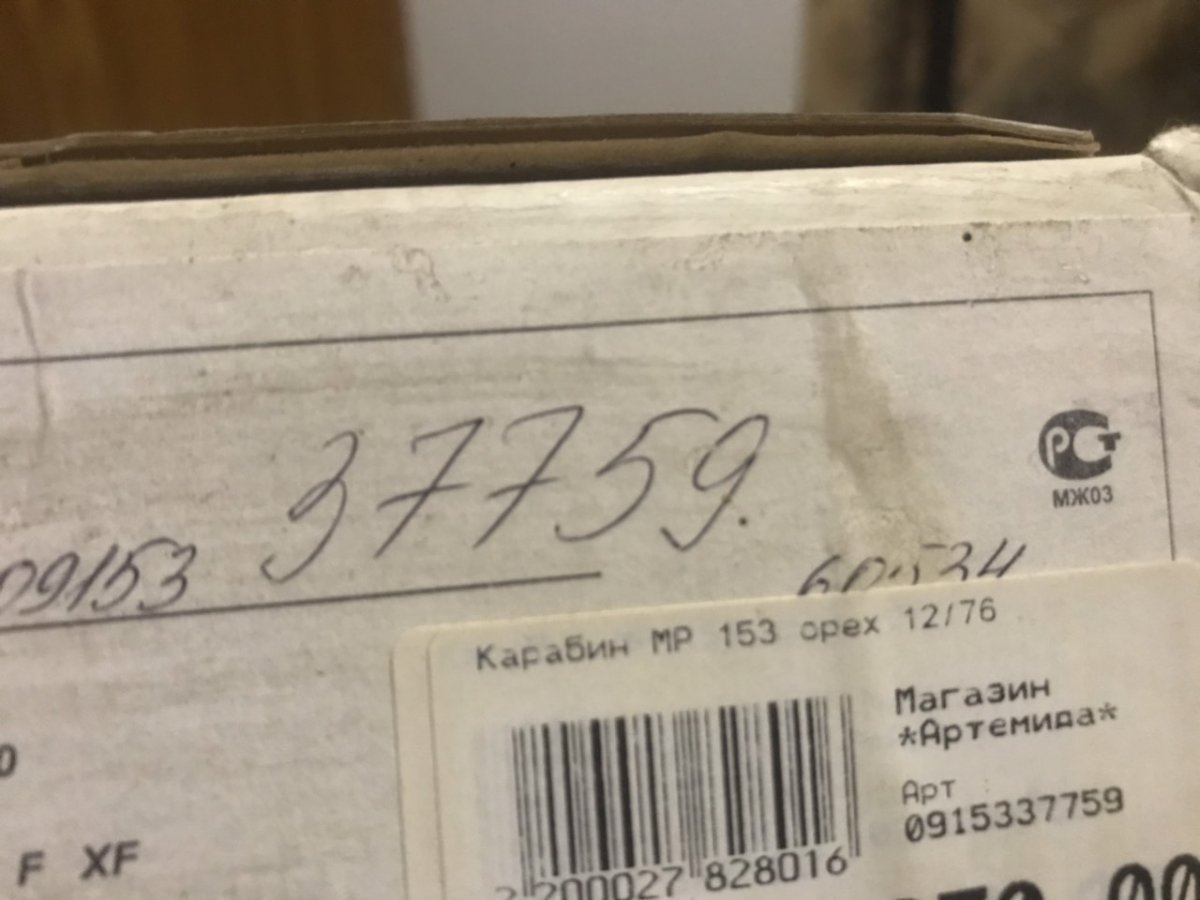 37759.
РСТ
МЖ03
09153
Карабин МР 153 орех 12/76
Магазин
*Артемида*
Арт
0915337759
200027 828016
F XF